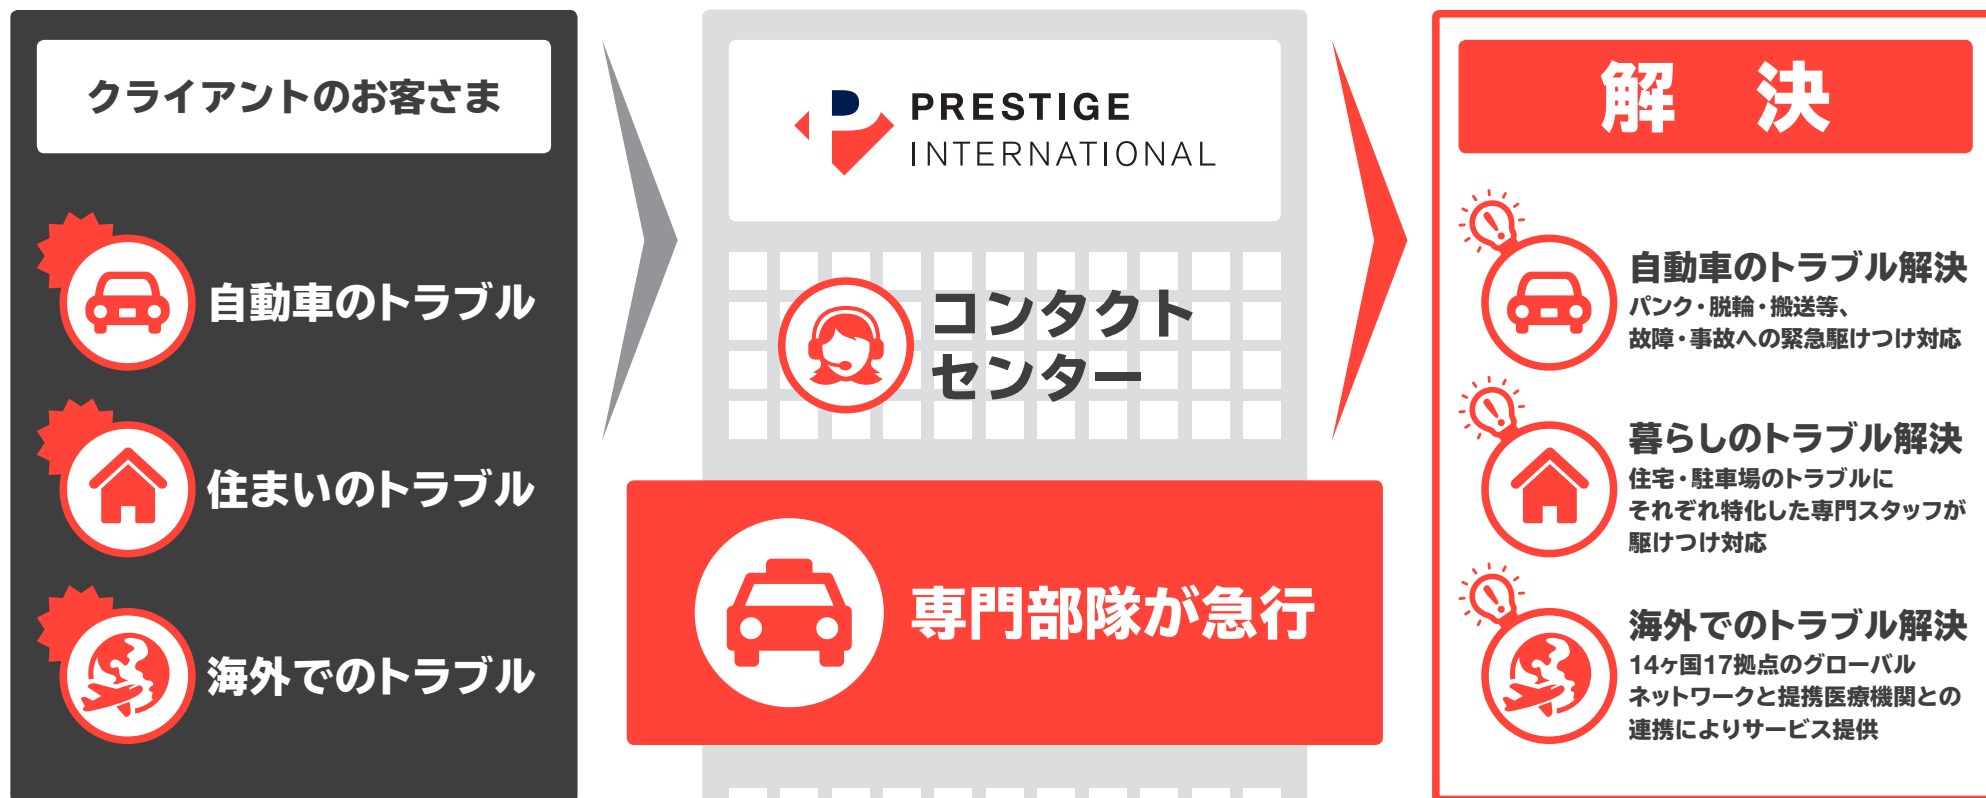 クライアントのお客さま
自動車のトラブル
住まいのトラブル
海外でのトラブル
PRESTIGE
INTERNATIONAL
コンタクト
センター
専門部隊が急行
解 決
自動車のトラブル解決
パンク・脱輪・搬送等、
故障・事故への緊急駆けつけ対応
暮らしのトラブル解決
住宅・駐車場のトラブルに
それぞれ特化した専門スタッフが
駆けつけ対応
海外でのトラブル解決
14ヶ国17拠点のグローバル
ネットワークと提携医療機関との
連携によりサービス提供